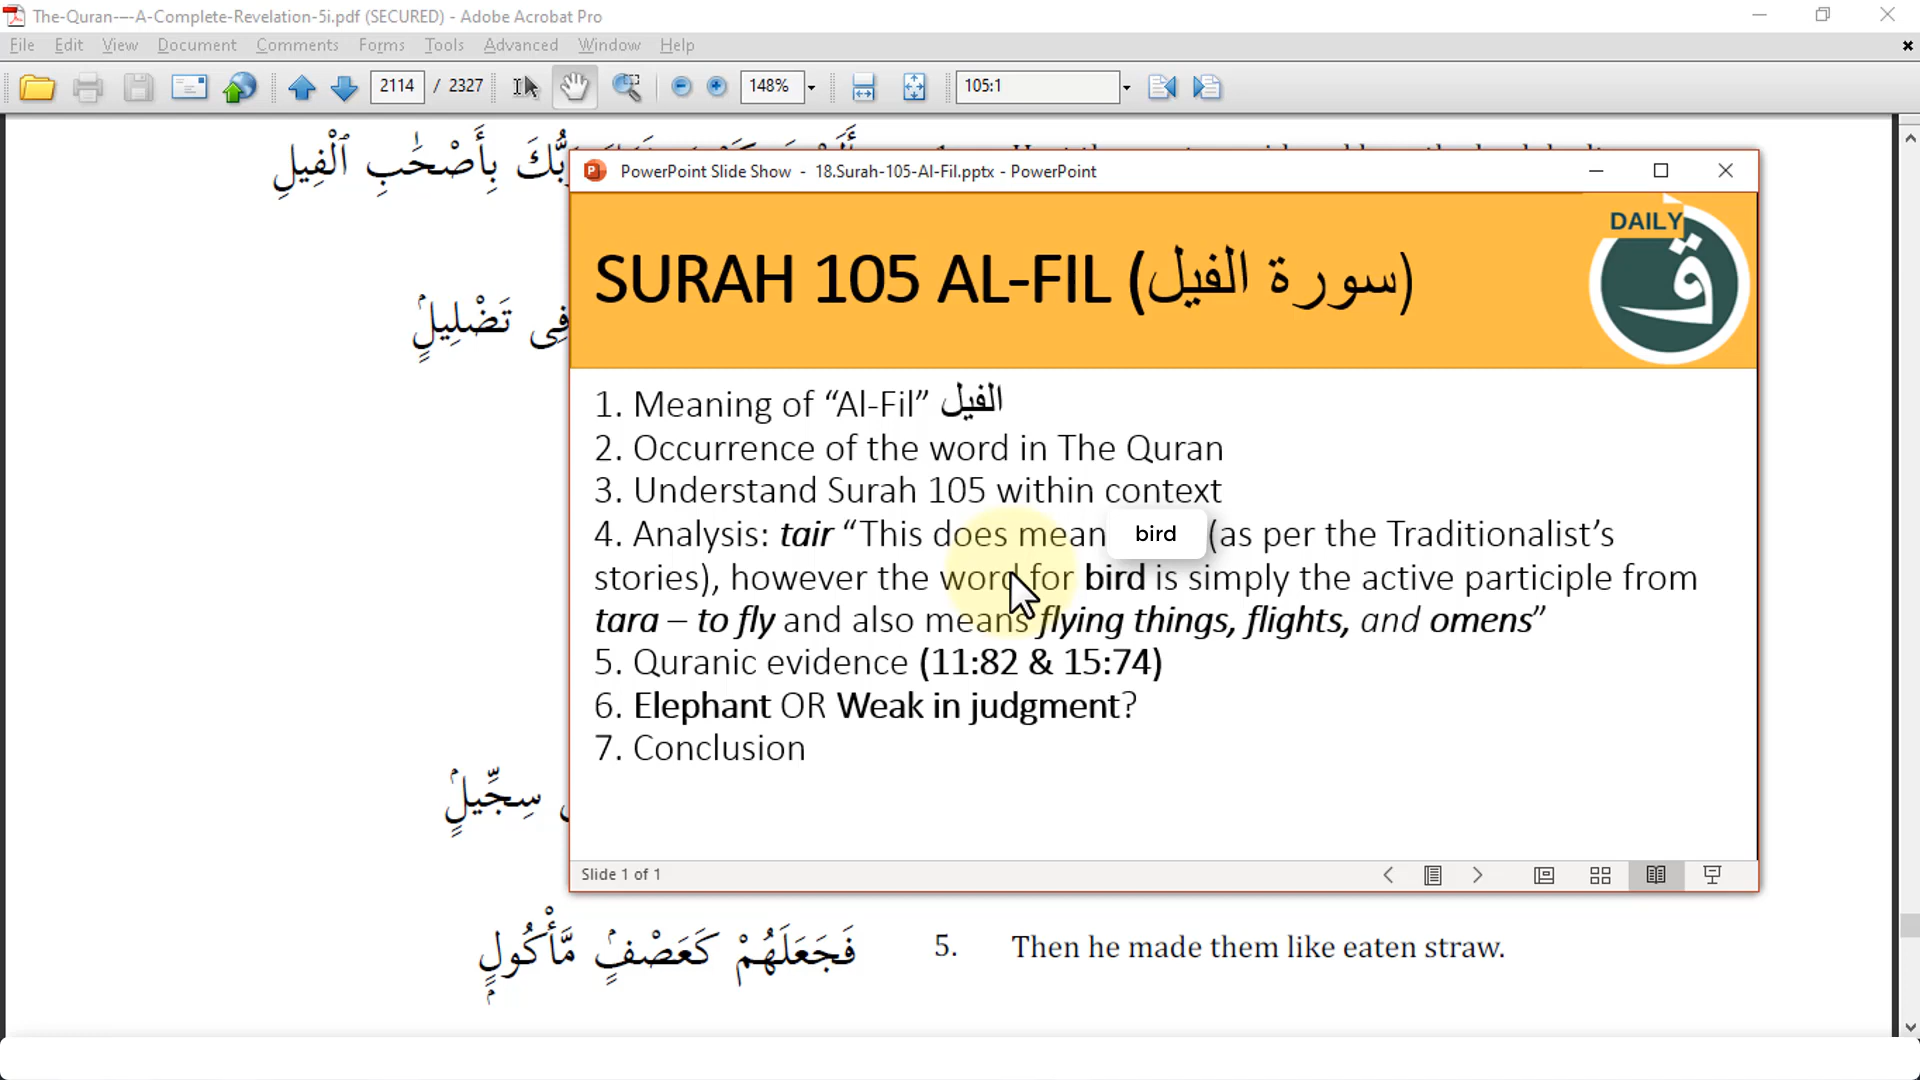 The-Quran-—A-Complete-Revelation-5i.pdf (SECURED) - Adobe Acrobat Pro
File Edit View Document Comments Forms Tools Advanced Window Help
2114 / 2327 148% 105:1
رَبُّكَ بِأَصْحَٰبِ ٱلْفِيلِ
PowerPoint Slide Show - 18.Surah-105-Al-Fil.pptx - PowerPoint
DAILY
ق
SURAH 105 AL-FIL (سورة الفيل)
فِى تَضْلِيلٍ
1. Meaning of “Al-Fil” الفيل
2. Occurrence of the word in The Quran
3. Understand Surah 105 within context
4. Analysis: tair “This does mean bird (as per the Traditionalist’s
stories), however the word for bird is simply the active participle from
tara – to fly and also means flying things, flights, and omens”
5. Quranic evidence (11:82 & 15:74)
6. Elephant OR Weak in judgment?
7. Conclusion
سِجِّيلٍ
Slide 1 of 1
فَجَعَلَهُمْ كَعَصْفٍ مَّأْكُولٍۭ 5. Then he made them like eaten straw.